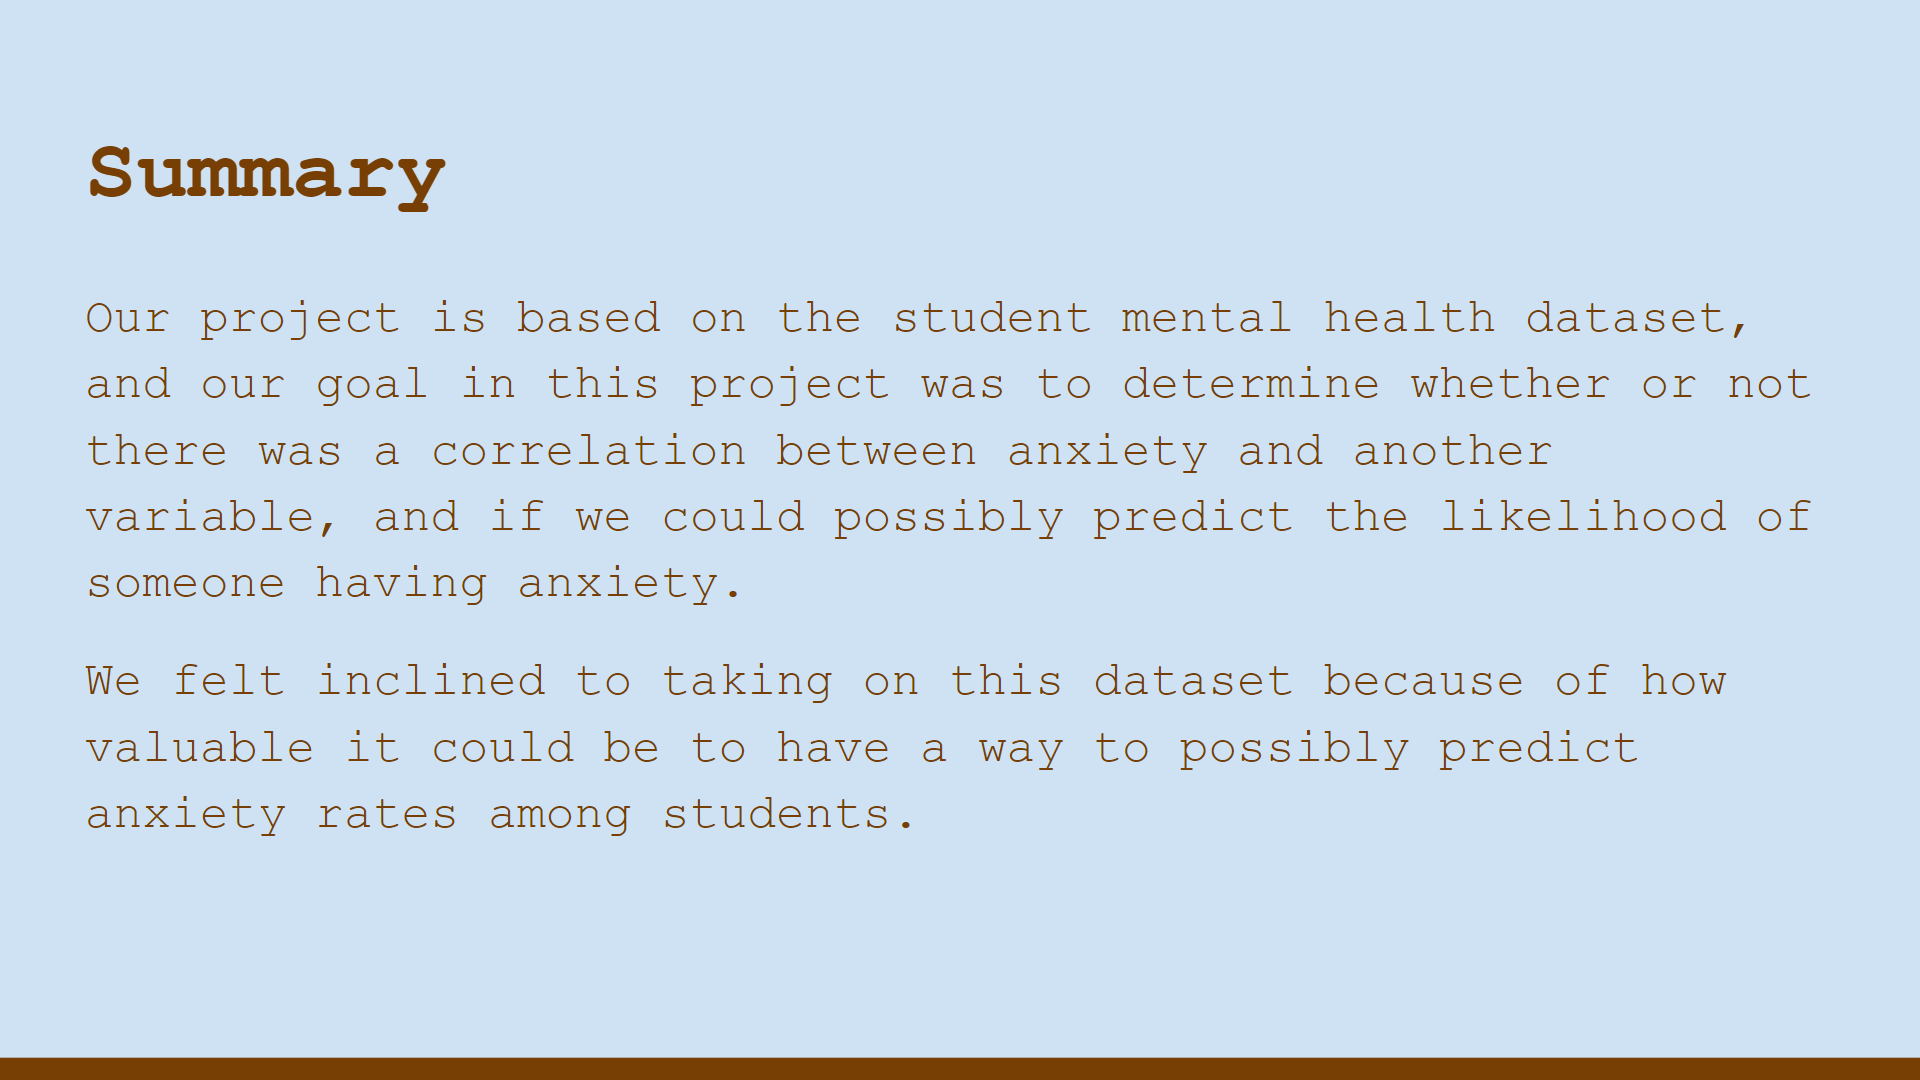 Summary
Our project is based on the student mental health dataset,
and our goal in this project was to determine whether or not
there was a correlation between anxiety and another
variable, and if we could possibly predict the likelihood of
someone having anxiety.
We felt inclined to taking on this dataset because of how
valuable it could be to have a way to possibly predict
anxiety rates among students.